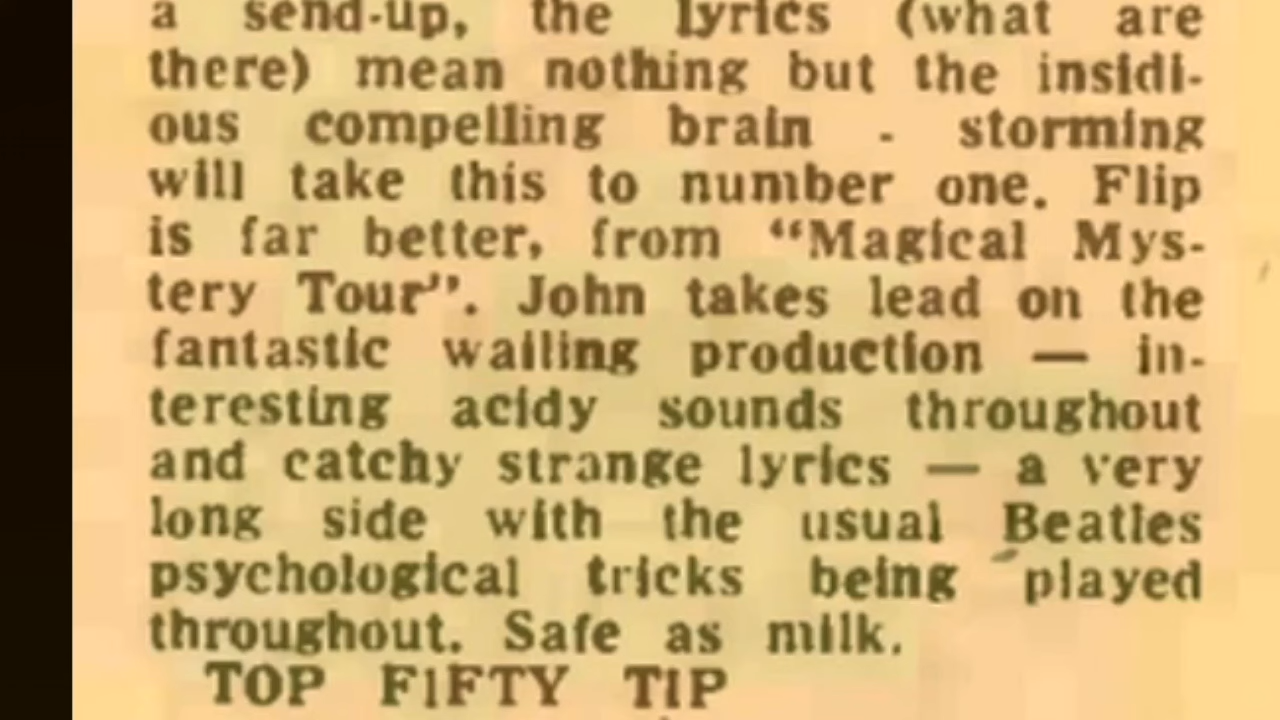 a send-up, the lyrics (what are
there) mean nothing but the insidi-
ous compelling brain - storming
will take this to number one. Flip
is far better, from “Magical Mys-
tery Tour”. John takes lead on the
fantastic wailing production — in-
teresting acidy sounds throughout
and catchy strange lyrics — a very
long side with the usual Beatles
psychological tricks being played
throughout. Safe as milk.
TOP FIFTY TIP